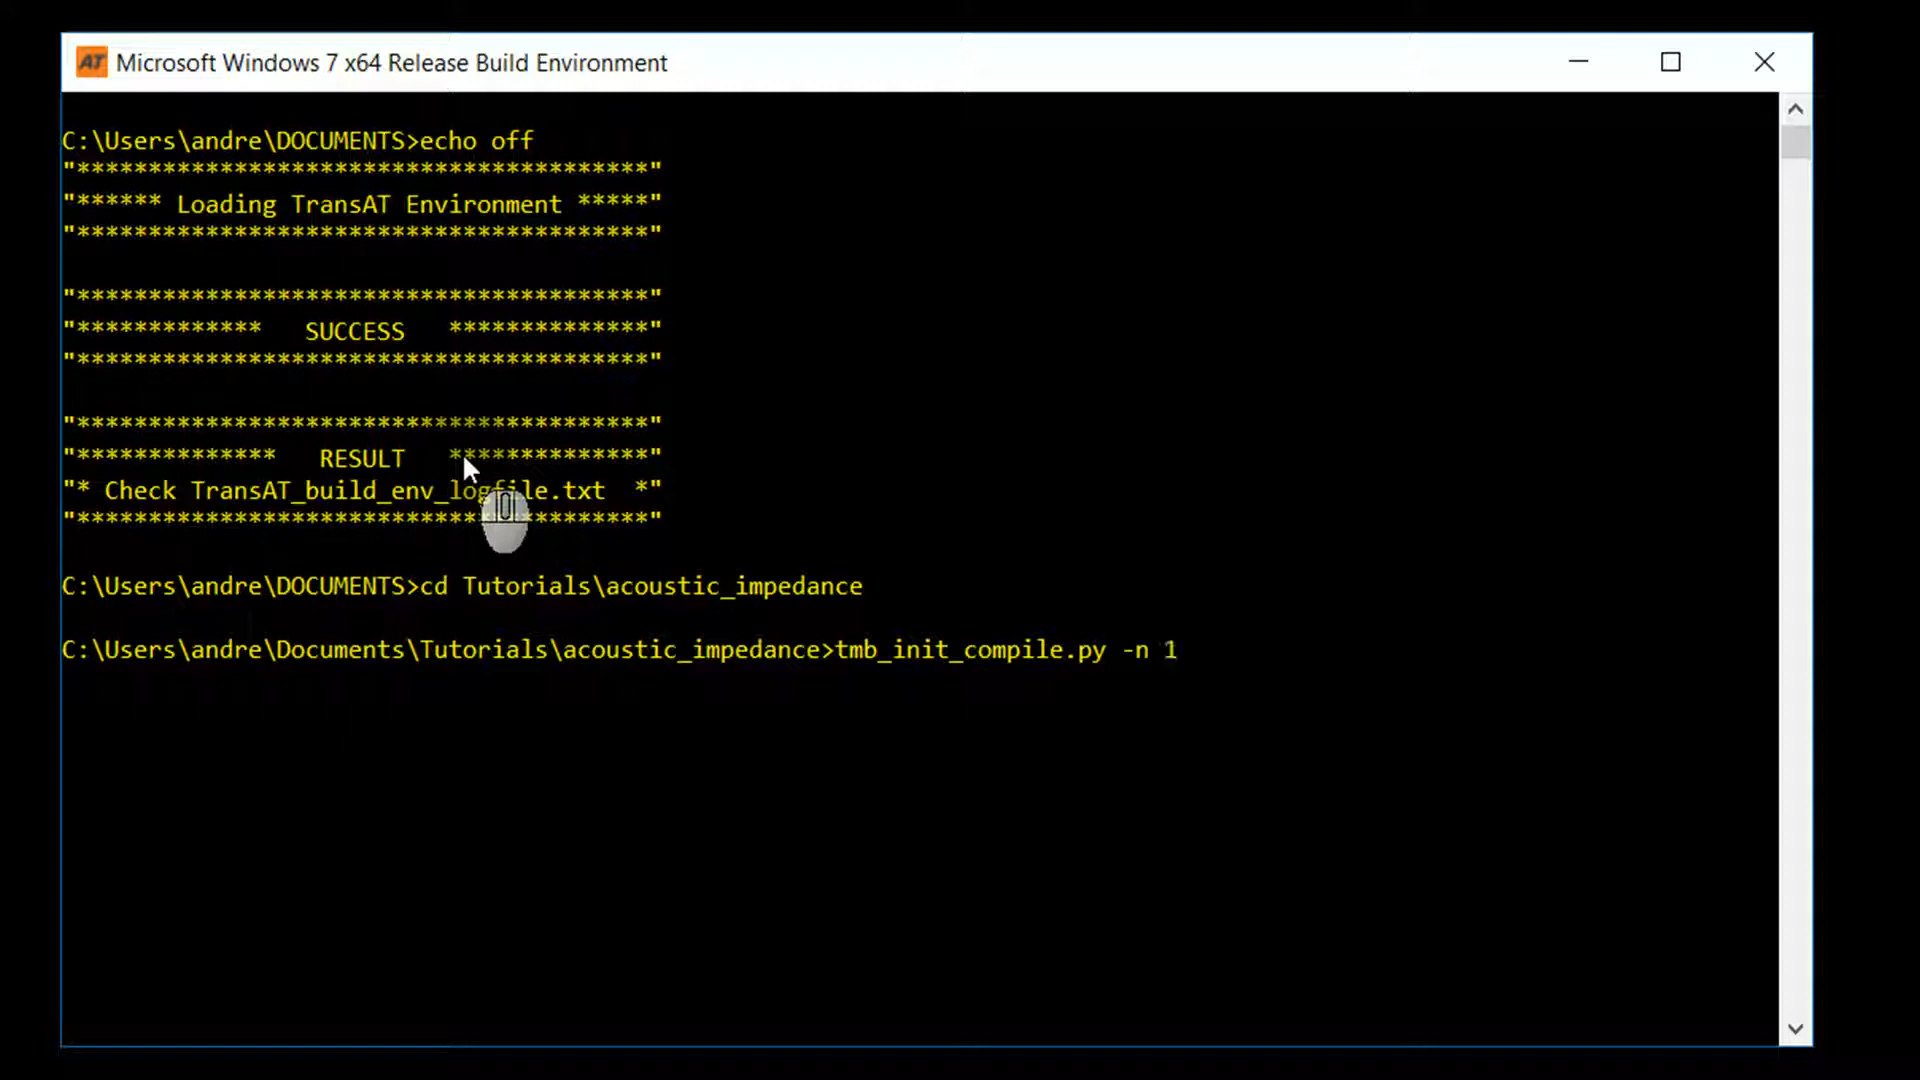 AT Microsoft Windows 7 x64 Release Build Environment
C:\Users\andre\DOCUMENTS>echo off
"****************************************"
"****** Loading TransAT Environment *****"
"****************************************"
"****************************************"
"*************   SUCCESS   **************"
"****************************************"
"****************************************"
"**************   RESULT   **************"
"* Check TransAT_build_env_logfile.txt  *"
"****************************************"
C:\Users\andre\DOCUMENTS>cd Tutorials\acoustic_impedance
C:\Users\andre\Documents\Tutorials\acoustic_impedance>tmb_init_compile.py -n 1